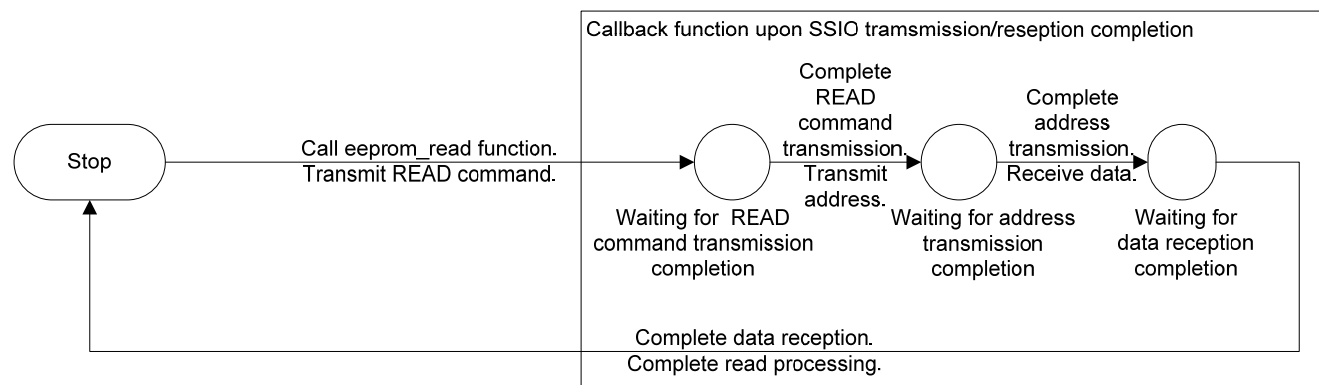 Callback function upon SSIO tramsmission/reseption completion
Stop
Call eeprom_read function.
Transmit READ command.
Complete
READ
command
transmission.
Transmit
address.
Complete
address
transmission.
Receive data.
Waiting for READ
command transmission
completion
Waiting for address
transmission
completion
Waiting for
data reception
completion
Complete data reception.
Complete read processing.